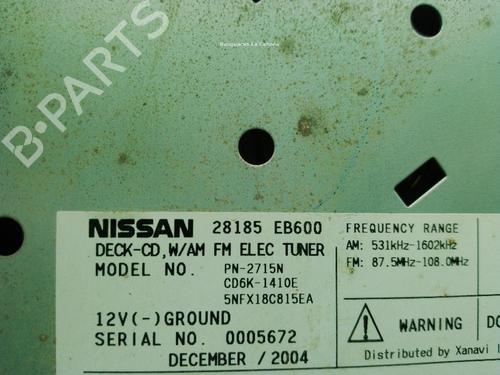 Desguaces La Cabaña
B-PARTS
NISSAN 28185 EB600
DECK-CD, W/AM FM ELEC TUNER
MODEL NO. PN-2715N
CD6K-1410E
5NFX18C815EA
12V(-)GROUND
SERIAL NO. 0005672
DECEMBER / 2004
FREQUENCY RANGE
AM: 531kHz-1602kHz
FM: 87.5MHz-108.0MHz
WARNING DO
Distributed by Xanavi I